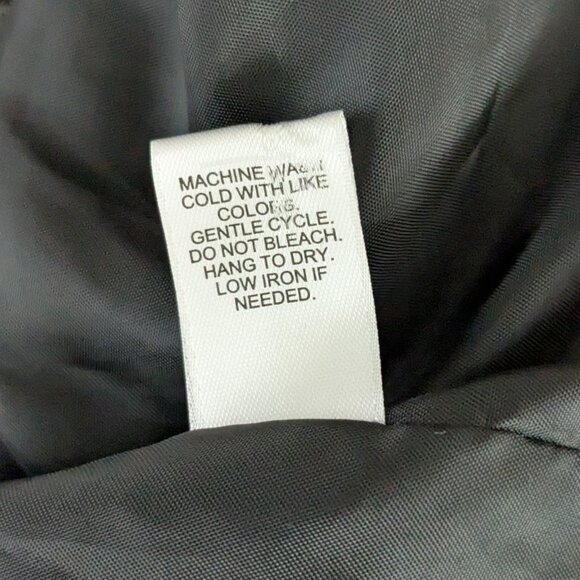 MACHINE WASH
COLD WITH LIKE
COLORS.
GENTLE CYCLE.
DO NOT BLEACH.
HANG TO DRY.
LOW IRON IF
NEEDED.